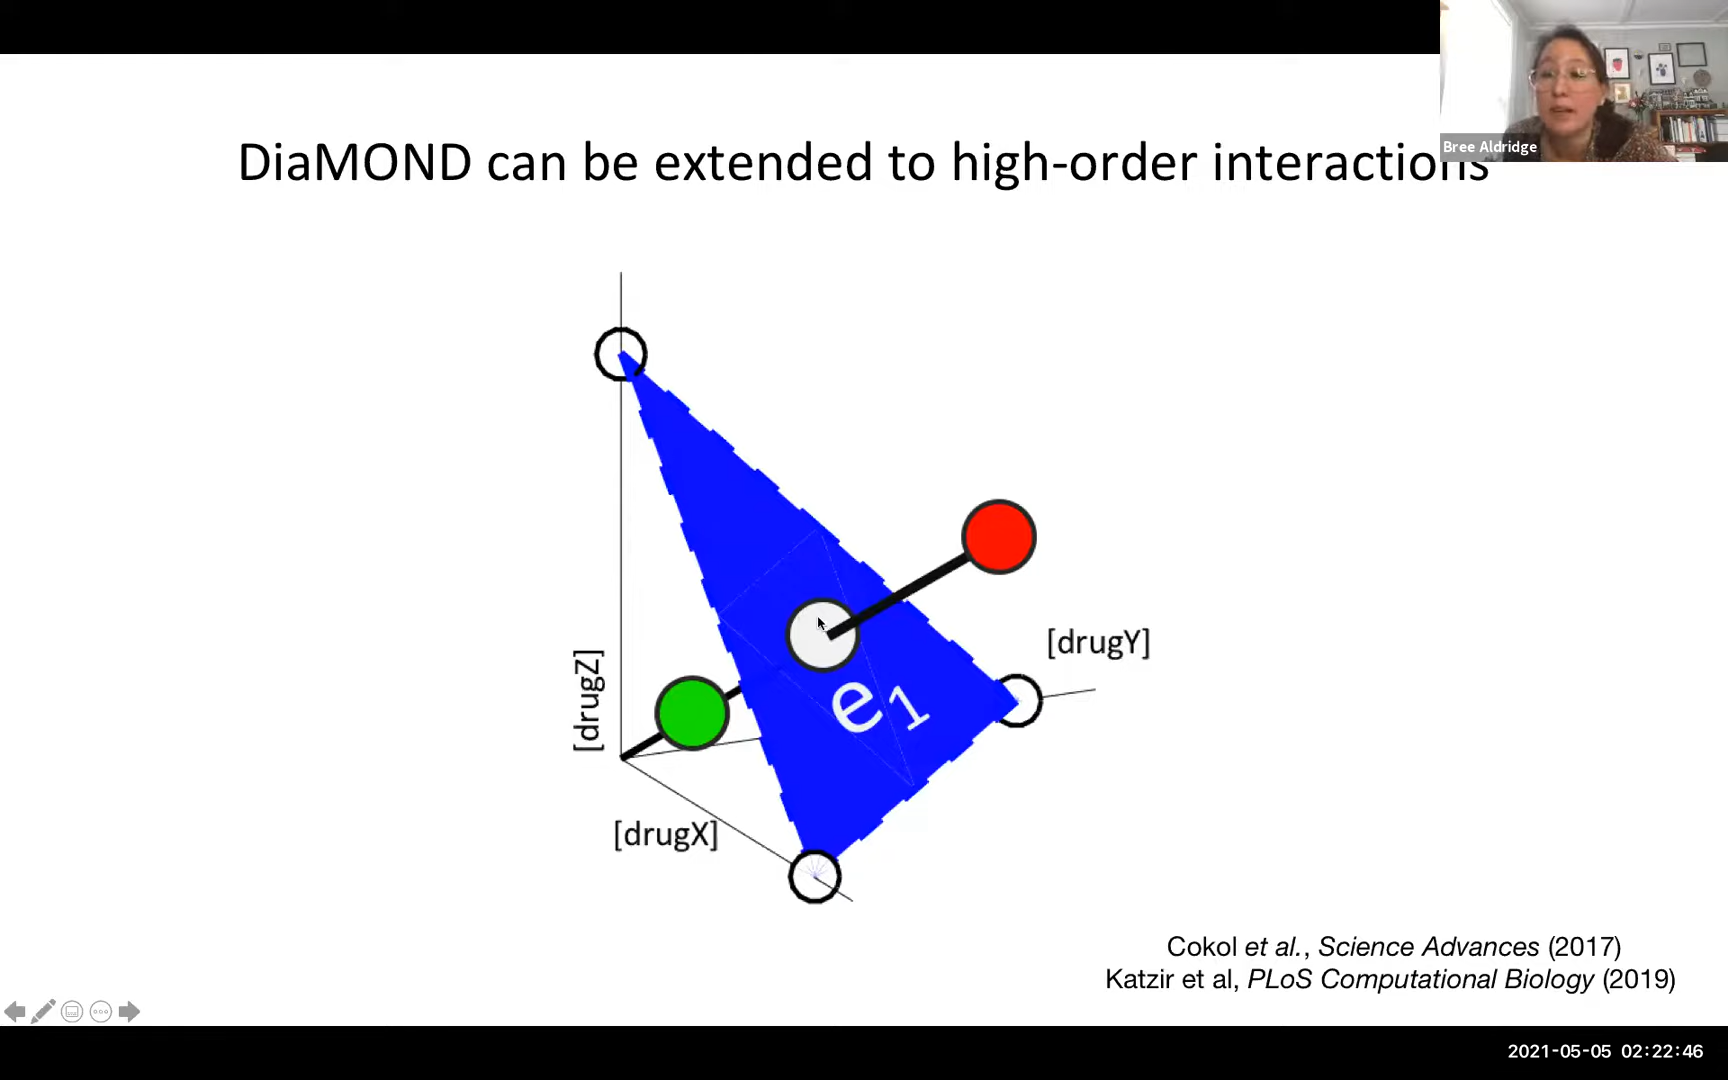 Bree Aldridge
DiaMOND can be extended to high-order interactions
[drugY]
[drugZ]
e1
[drugX]
Cokol et al., Science Advances (2017)
Katzir et al, PLoS Computational Biology (2019)
2021-05-05 02:22:46